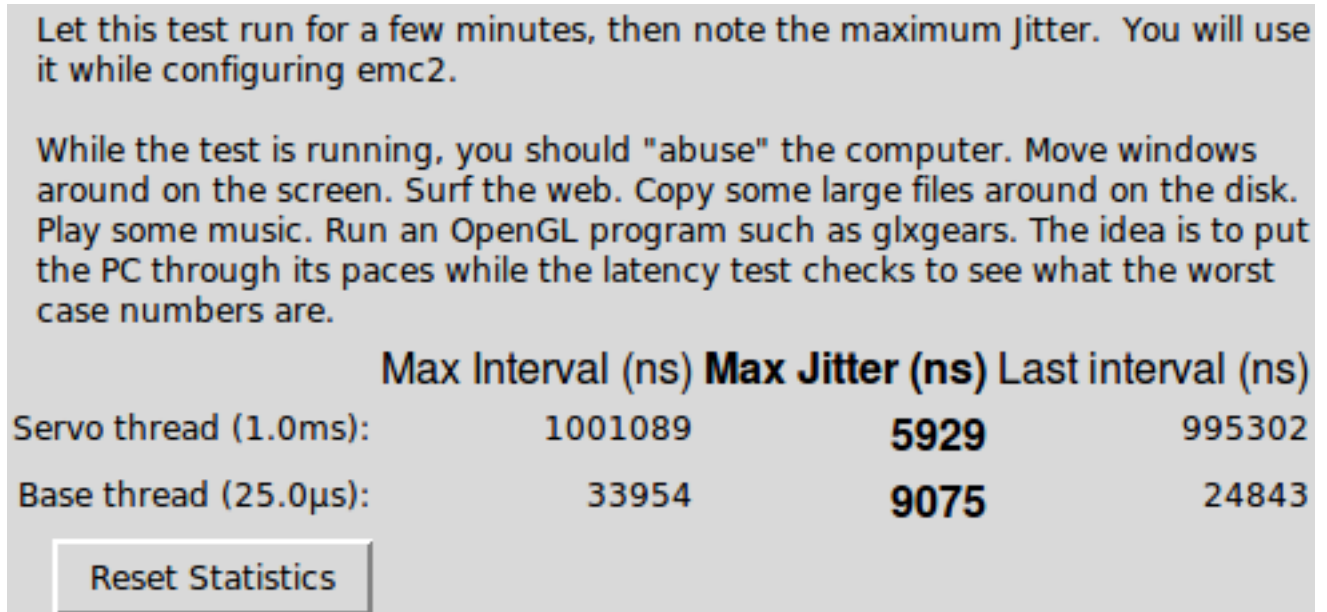 Let this test run for a few minutes, then note the maximum Jitter.  You will use
it while configuring emc2.
While the test is running, you should "abuse" the computer. Move windows
around on the screen. Surf the web. Copy some large files around on the disk.
Play some music. Run an OpenGL program such as glxgears. The idea is to put
the PC through its paces while the latency test checks to see what the worst
case numbers are.
Max Interval (ns) Max Jitter (ns) Last interval (ns)
Servo thread (1.0ms): 1001089 5929 995302
Base thread (25.0µs): 33954 9075 24843
Reset Statistics